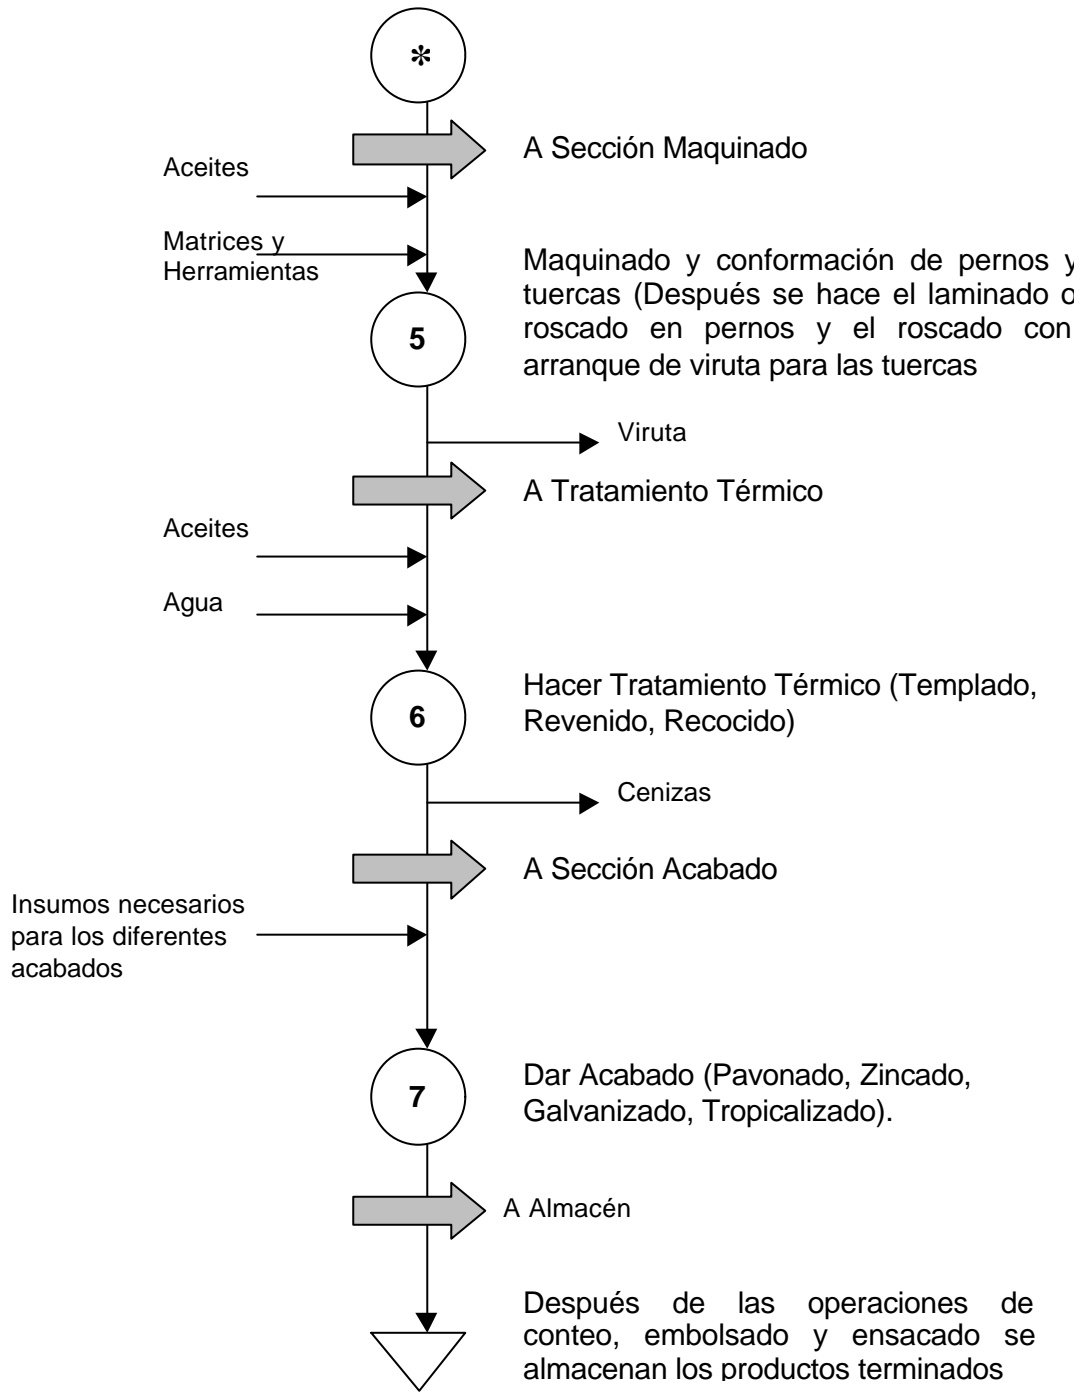 *
A Sección Maquinado
Aceites
Matrices y
Herramientas
Maquinado y conformación de pernos y
tuercas (Después se hace el laminado o
roscado en pernos y el roscado con
arranque de viruta para las tuercas
5
Viruta
A Tratamiento Térmico
Aceites
Agua
Hacer Tratamiento Térmico (Templado,
Revenido, Recocido)
6
Cenizas
A Sección Acabado
Insumos necesarios
para los diferentes
acabados
Dar Acabado (Pavonado, Zincado,
Galvanizado, Tropicalizado).
7
A Almacén
Después de las operaciones de
conteo, embolsado y ensacado se
almacenan los productos terminados